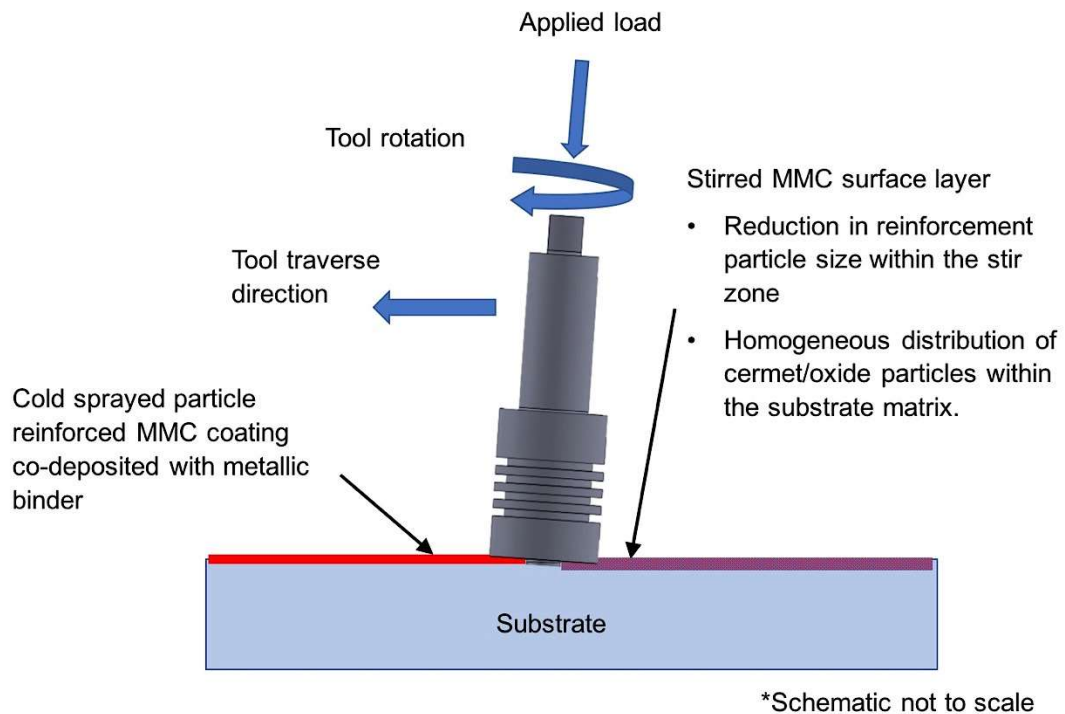 Applied load
Tool rotation
Stirred MMC surface layer
• Reduction in reinforcement
particle size within the stir
zone
• Homogeneous distribution of
cermet/oxide particles within
the substrate matrix.
Tool traverse
direction
Cold sprayed particle
reinforced MMC coating
co-deposited with metallic
binder
Substrate
*Schematic not to scale